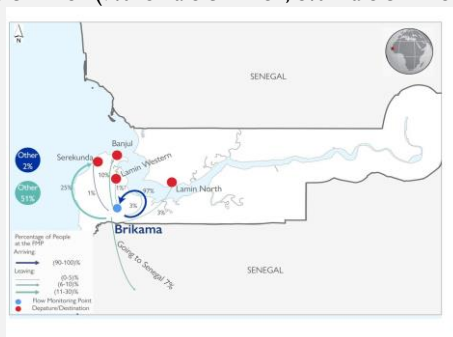 SENEGAL
Other
2%
Other
51%
Banjul
Serekunda
Lamin Western
10%
1%
25%
1%
97%
3%
3%
Lamin North
Brikama
Going to Senegal 7%
SENEGAL
Percentage of People
at the FMP
Arriving:
(90-100)%
Leaving:
(0-5)%
(6-10)%
(11-30)%
Flow Monitoring Point
Depature/Destination